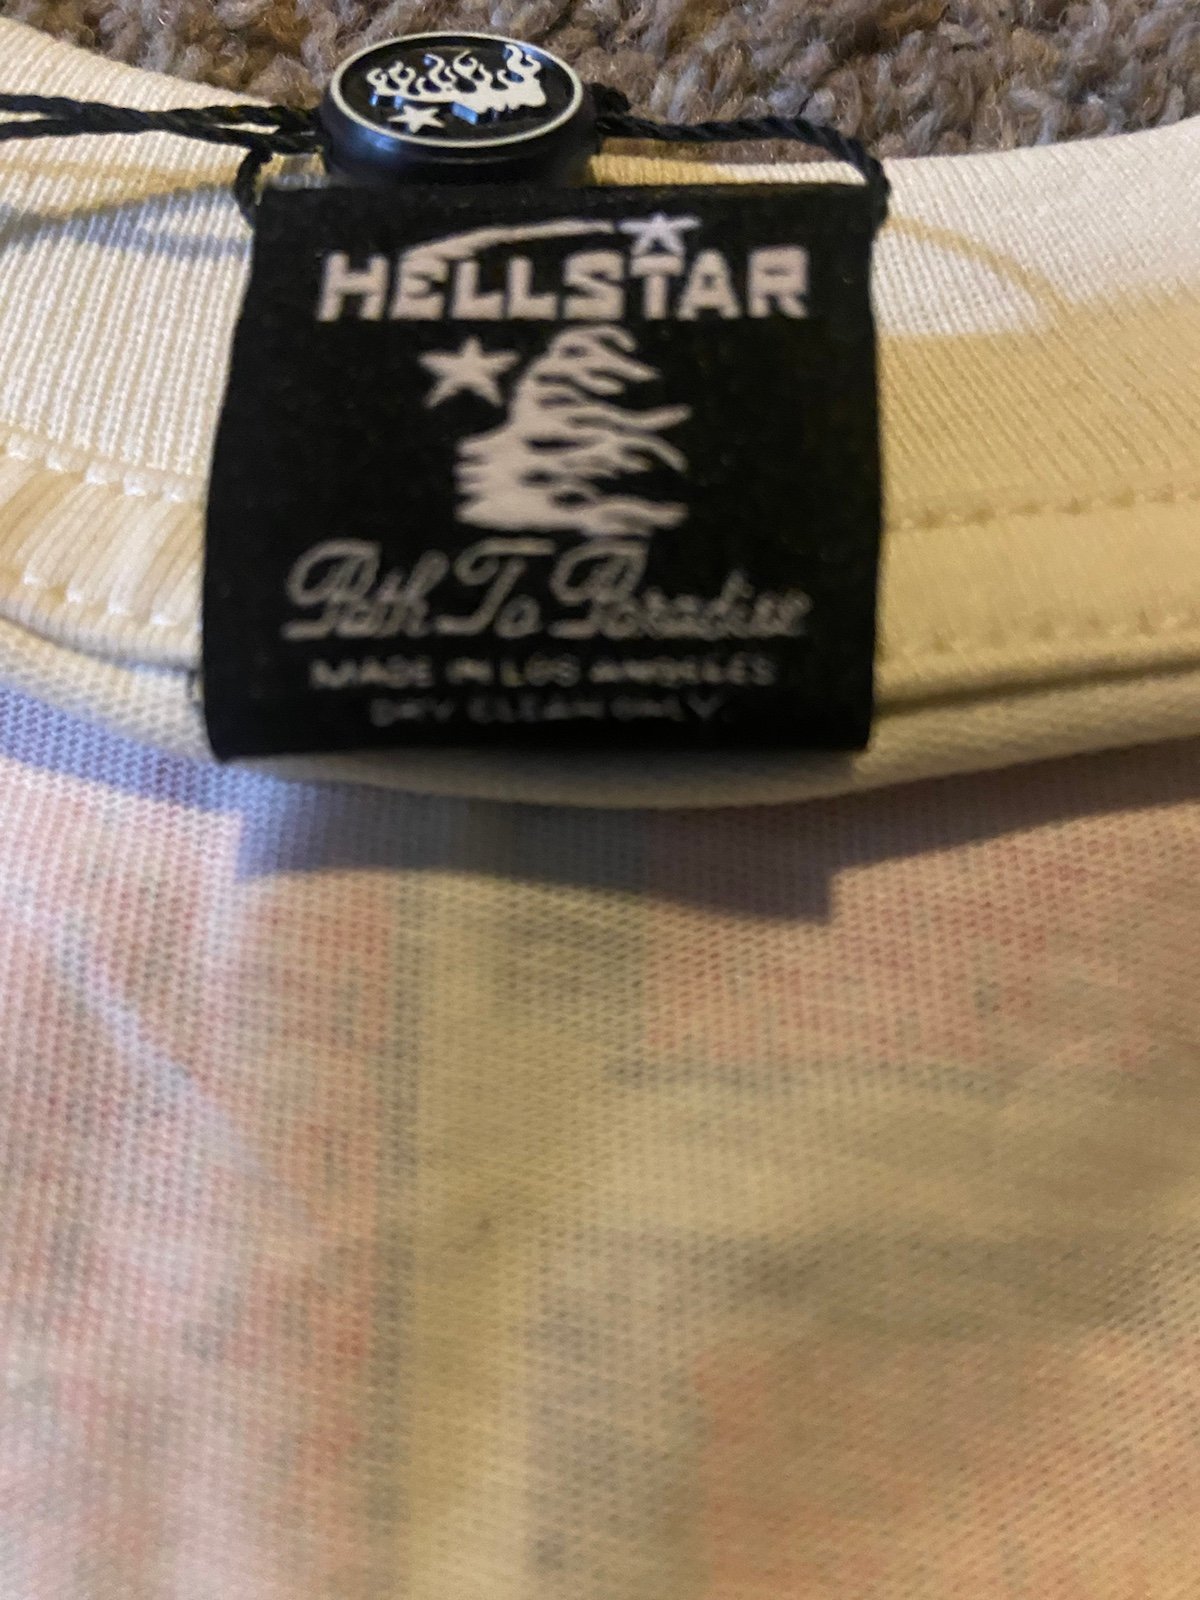 HELLSTAR
Path To Paradise
MADE IN LOS ANGELES
DRY CLEAN ONLY.